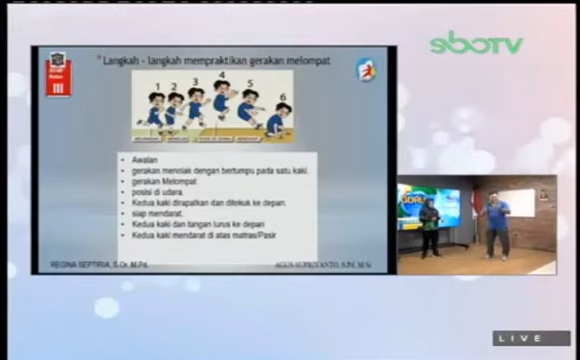 sboTV
* Langkah - langkah mempraktikan gerakan melompat
III
1 2 3 4 5 6
• Awalan
• gerakan menolak dengan bertumpu pada satu kaki.
• gerakan Melompat
• posisi di udara.
• Kedua kaki dirapatkan dan ditekuk ke depan.
• siap mendarat.
• Kedua kaki dan tangan lurus ke depan
• Kedua kaki mendarat di atas matras/Pasir
REGINA SEPTIRIA, S.Or, M.Pd.
AGUS SUPRIYANTO, S.Pd, M.Si
LIVE